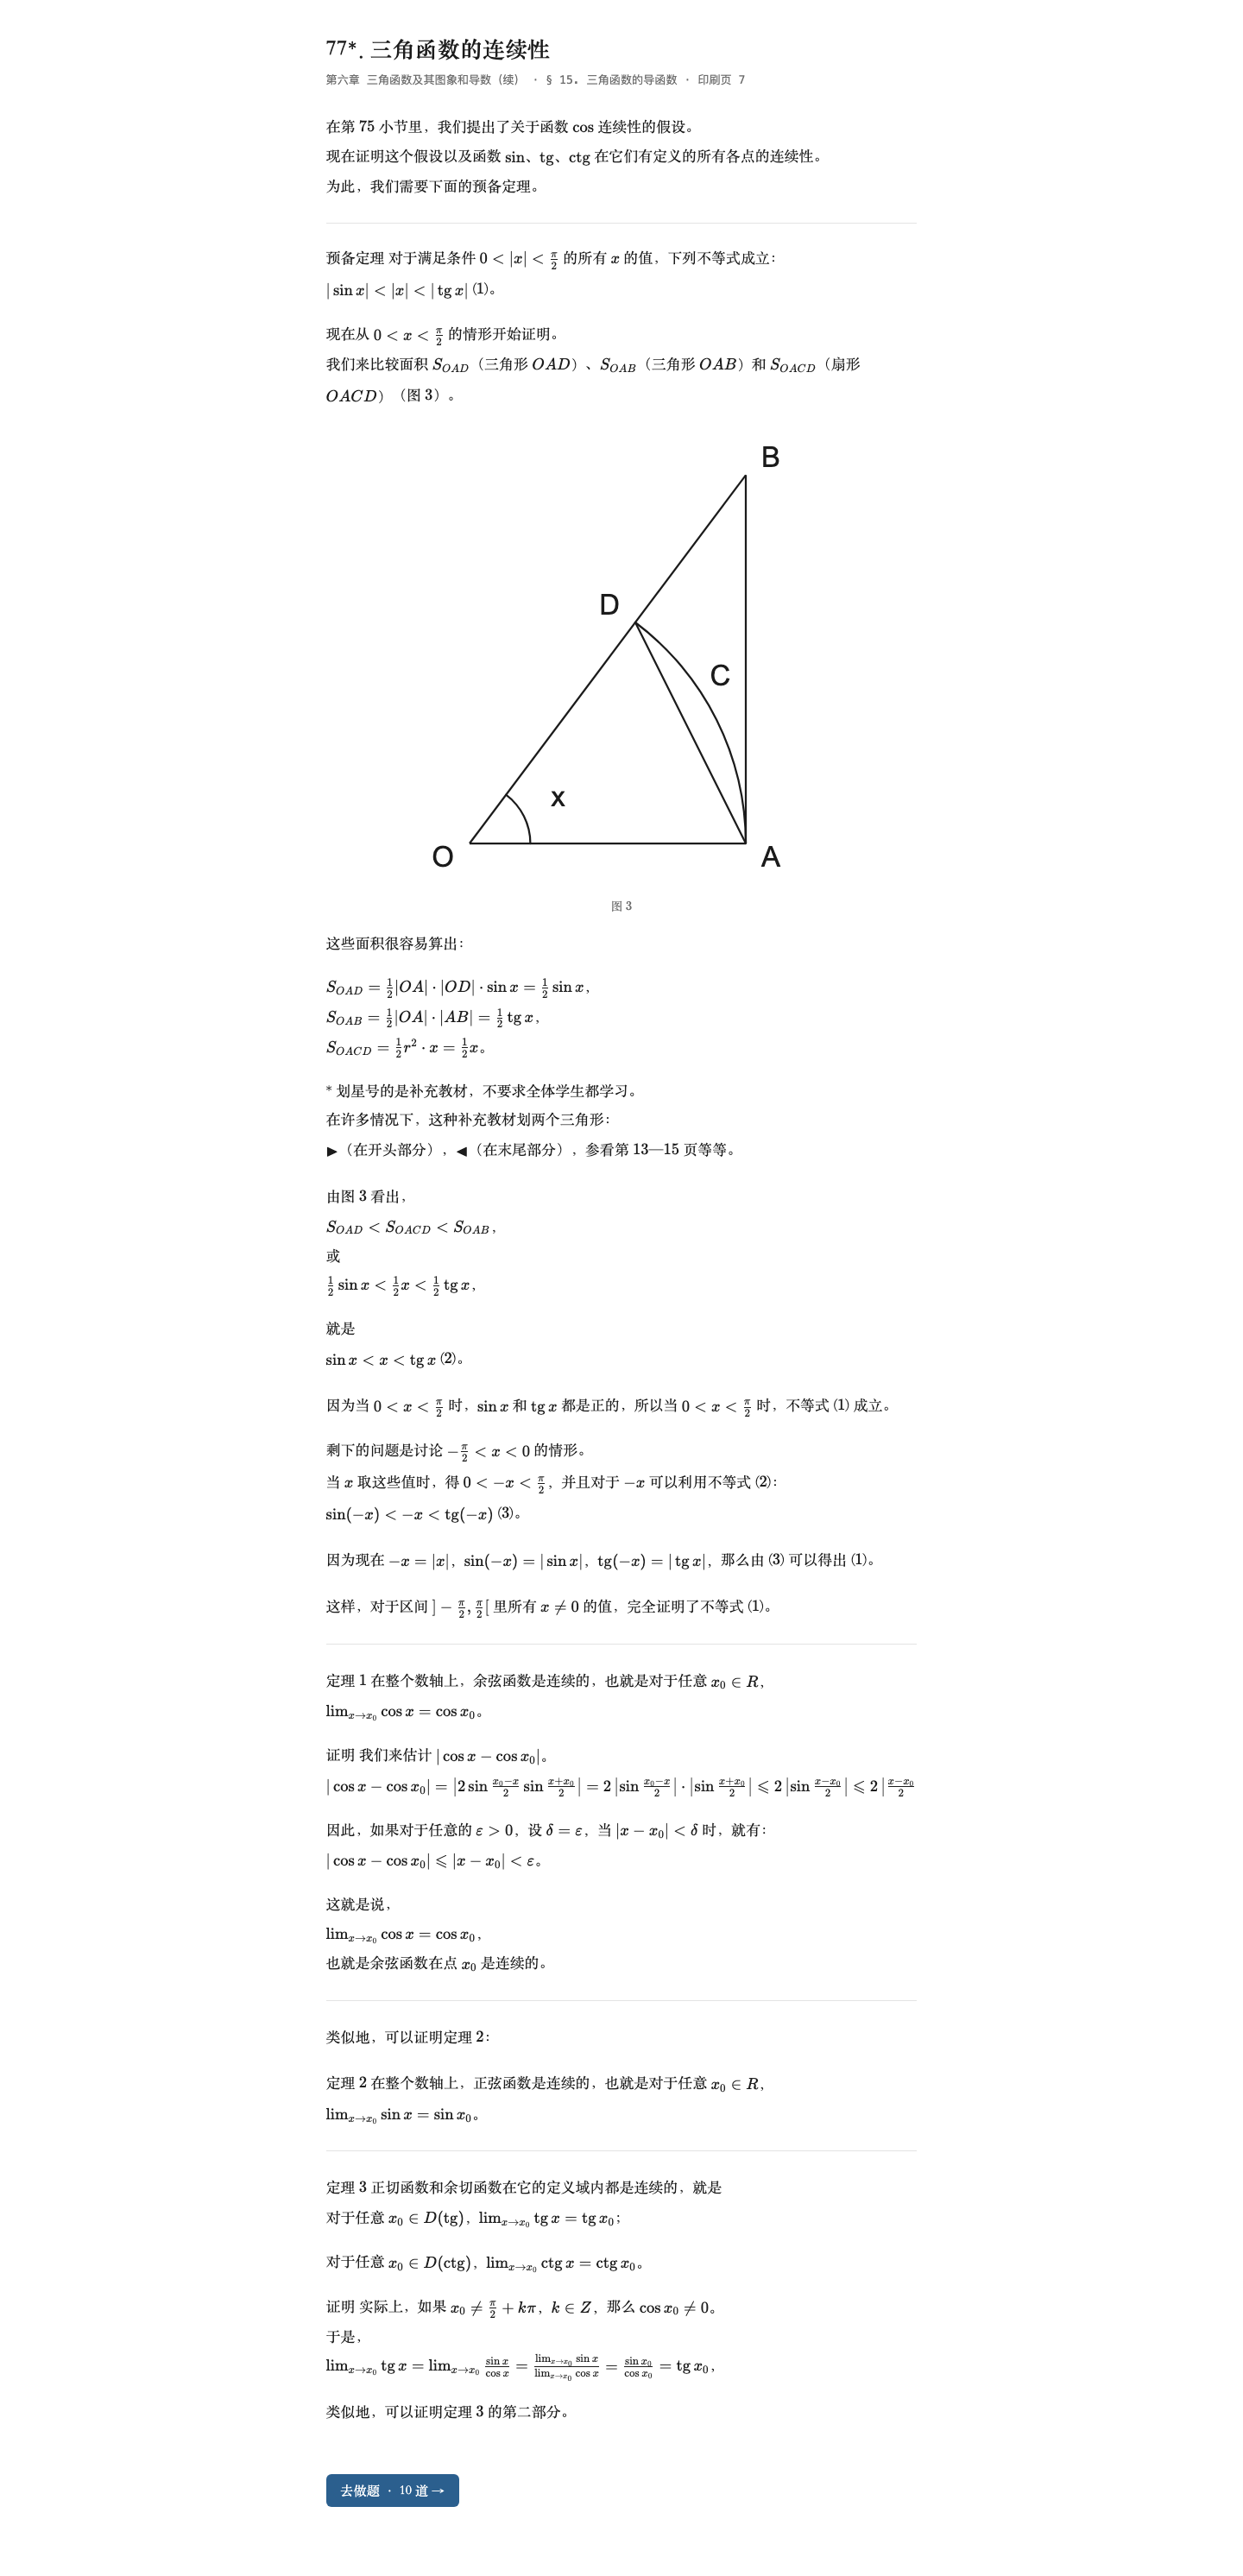 77*. 三角函数的连续性
第六章 三角函数及其图象和导数（续） · § 15. 三角函数的导函数 · 印刷页 7
在第 75 小节里，我们提出了关于函数 cos 连续性的假设。
现在证明这个假设以及函数 sin、tg、ctg 在它们有定义的所有各点的连续性。
为此，我们需要下面的预备定理。
预备定理 对于满足条件 0 < |x| < π/2 的所有 x 的值，下列不等式成立：
| sin x| < |x| < | tg x| (1)。
现在从 0 < x < π/2 的情形开始证明。
我们来比较面积 S_OAD（三角形 OAD）、S_OAB（三角形 OAB）和 S_OACD（扇形
OACD）（图 3）。
B
D
C
x
O
A
图 3
这些面积很容易算出：
S_OAD = 1/2|OA| · |OD| · sin x = 1/2 sin x，
S_OAB = 1/2|OA| · |AB| = 1/2 tg x，
S_OACD = 1/2 r² · x = 1/2 x。
* 划星号的是补充教材，不要求全体学生都学习。
在许多情况下，这种补充教材划两个三角形：
▶（在开头部分），◀（在末尾部分），参看第 13—15 页等等。
由图 3 看出，
S_OAD < S_OACD < S_OAB，
或
1/2 sin x < 1/2 x < 1/2 tg x，
就是
sin x < x < tg x (2)。
因为当 0 < x < π/2 时，sin x 和 tg x 都是正的，所以当 0 < x < π/2 时，不等式 (1) 成立。
剩下的问题是讨论 −π/2 < x < 0 的情形。
当 x 取这些值时，得 0 < −x < π/2，并且对于 −x 可以利用不等式 (2)：
sin(−x) < −x < tg(−x) (3)。
因为现在 −x = |x|，sin(−x) = | sin x|，tg(−x) = | tg x|，那么由 (3) 可以得出 (1)。
这样，对于区间 ] − π/2, π/2[ 里所有 x ≠ 0 的值，完全证明了不等式 (1)。
定理 1 在整个数轴上，余弦函数是连续的，也就是对于任意 x₀ ∈ R，
lim_{x→x₀} cos x = cos x₀。
证明 我们来估计 | cos x − cos x₀|。
| cos x − cos x₀| = |2 sin (x₀−x)/2 sin (x+x₀)/2| = 2 |sin (x₀−x)/2| · |sin (x+x₀)/2| ⩽ 2 |sin (x−x₀)/2| ⩽ 2 |(x−x₀)/2
因此，如果对于任意的 ε > 0，设 δ = ε，当 |x − x₀| < δ 时，就有：
| cos x − cos x₀| ⩽ |x − x₀| < ε。
这就是说，
lim_{x→x₀} cos x = cos x₀，
也就是余弦函数在点 x₀ 是连续的。
类似地，可以证明定理 2：
定理 2 在整个数轴上，正弦函数是连续的，也就是对于任意 x₀ ∈ R，
lim_{x→x₀} sin x = sin x₀。
定理 3 正切函数和余切函数在它的定义域内都是连续的，就是
对于任意 x₀ ∈ D(tg)，lim_{x→x₀} tg x = tg x₀；
对于任意 x₀ ∈ D(ctg)，lim_{x→x₀} ctg x = ctg x₀。
证明 实际上，如果 x₀ ≠ π/2 + kπ，k ∈ Z，那么 cos x₀ ≠ 0。
于是，
lim_{x→x₀} tg x = lim_{x→x₀} sin x/cos x = lim_{x→x₀} sin x/lim_{x→x₀} cos x = sin x₀/cos x₀ = tg x₀，
类似地，可以证明定理 3 的第二部分。
去做题 · 10 道 →